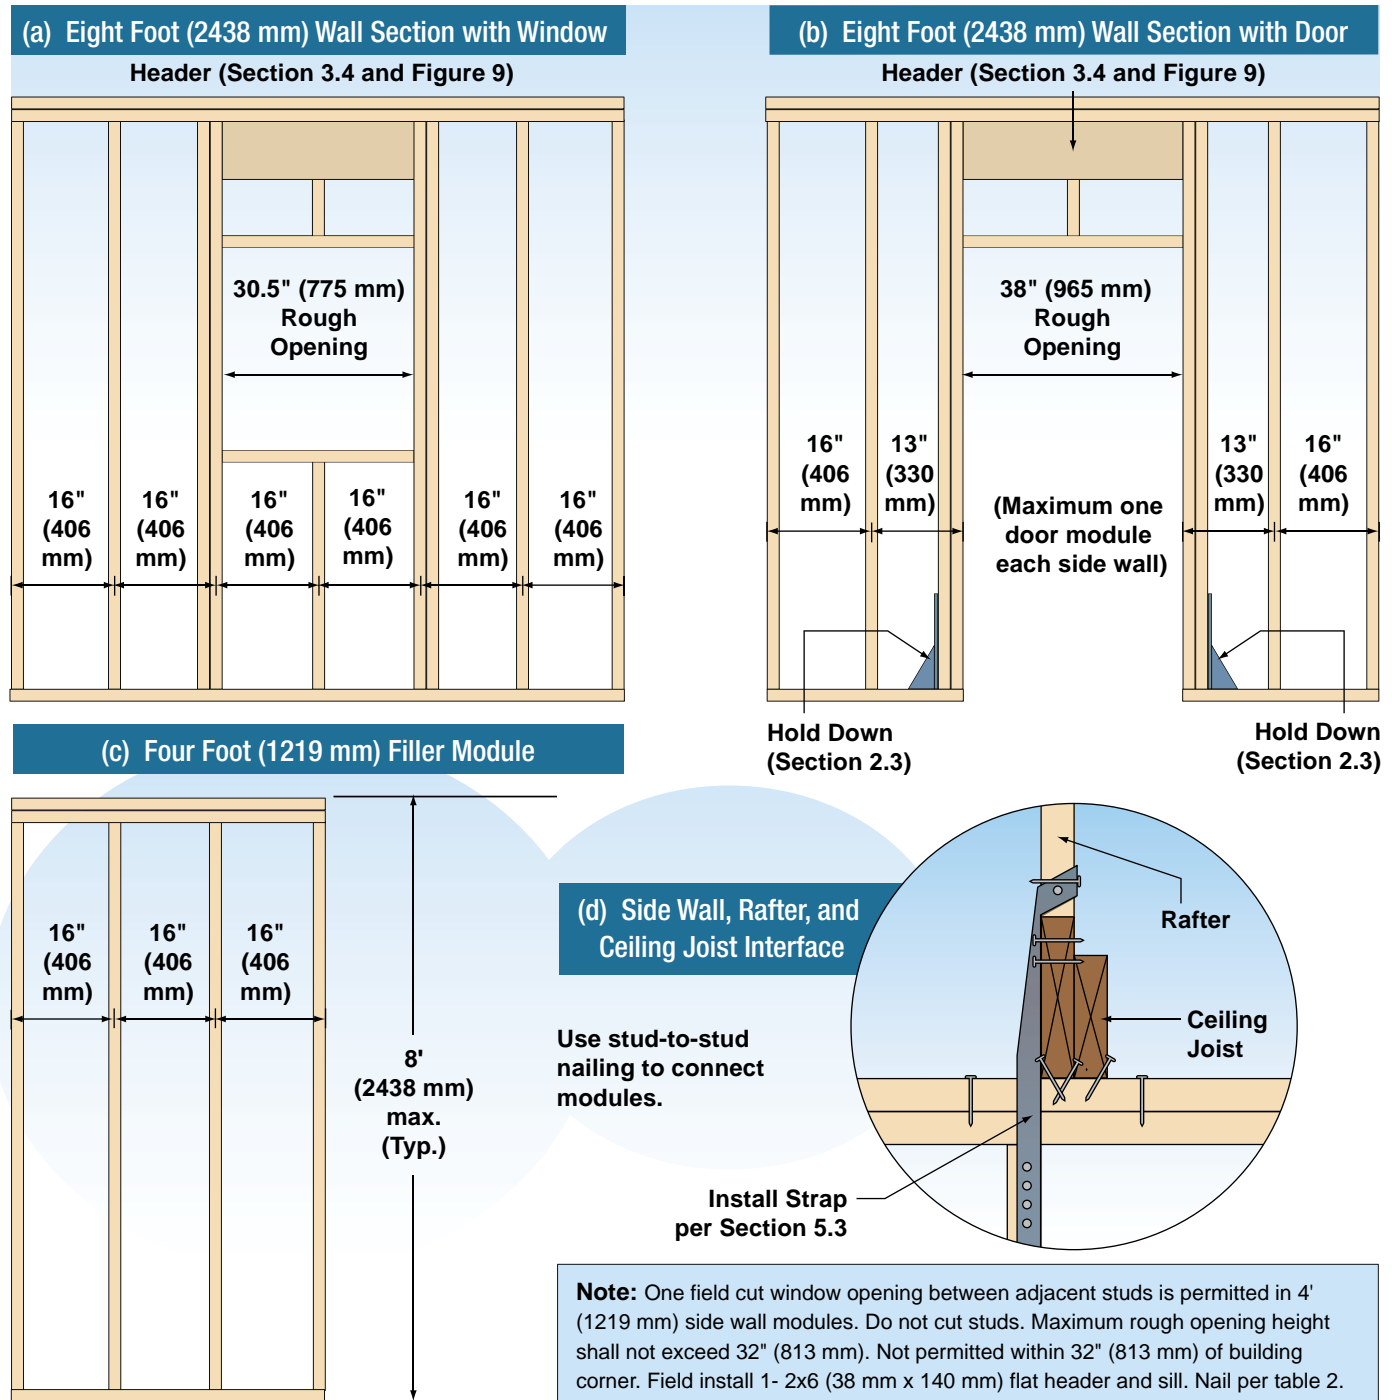 (a) Eight Foot (2438 mm) Wall Section with Window
Header (Section 3.4 and Figure 9)
30.5" (775 mm)
Rough
Opening
16"
(406
mm)
16"
(406
mm)
16"
(406
mm)
16"
(406
mm)
16"
(406
mm)
16"
(406
mm)
(b) Eight Foot (2438 mm) Wall Section with Door
Header (Section 3.4 and Figure 9)
38" (965 mm)
Rough
Opening
16"
(406
mm)
13"
(330
mm)
(Maximum one
door module
each side wall)
13"
(330
mm)
16"
(406
mm)
Hold Down
(Section 2.3)
Hold Down
(Section 2.3)
(c) Four Foot (1219 mm) Filler Module
16"
(406
mm)
16"
(406
mm)
16"
(406
mm)
8'
(2438 mm)
max.
(Typ.)
(d) Side Wall, Rafter, and
Ceiling Joist Interface
Use stud-to-stud
nailing to connect
modules.
Rafter
Ceiling
Joist
Install Strap
per Section 5.3
Note: One field cut window opening between adjacent studs is permitted in 4'
(1219 mm) side wall modules. Do not cut studs. Maximum rough opening height
shall not exceed 32" (813 mm). Not permitted within 32" (813 mm) of building
corner. Field install 1- 2x6 (38 mm x 140 mm) flat header and sill. Nail per table 2.